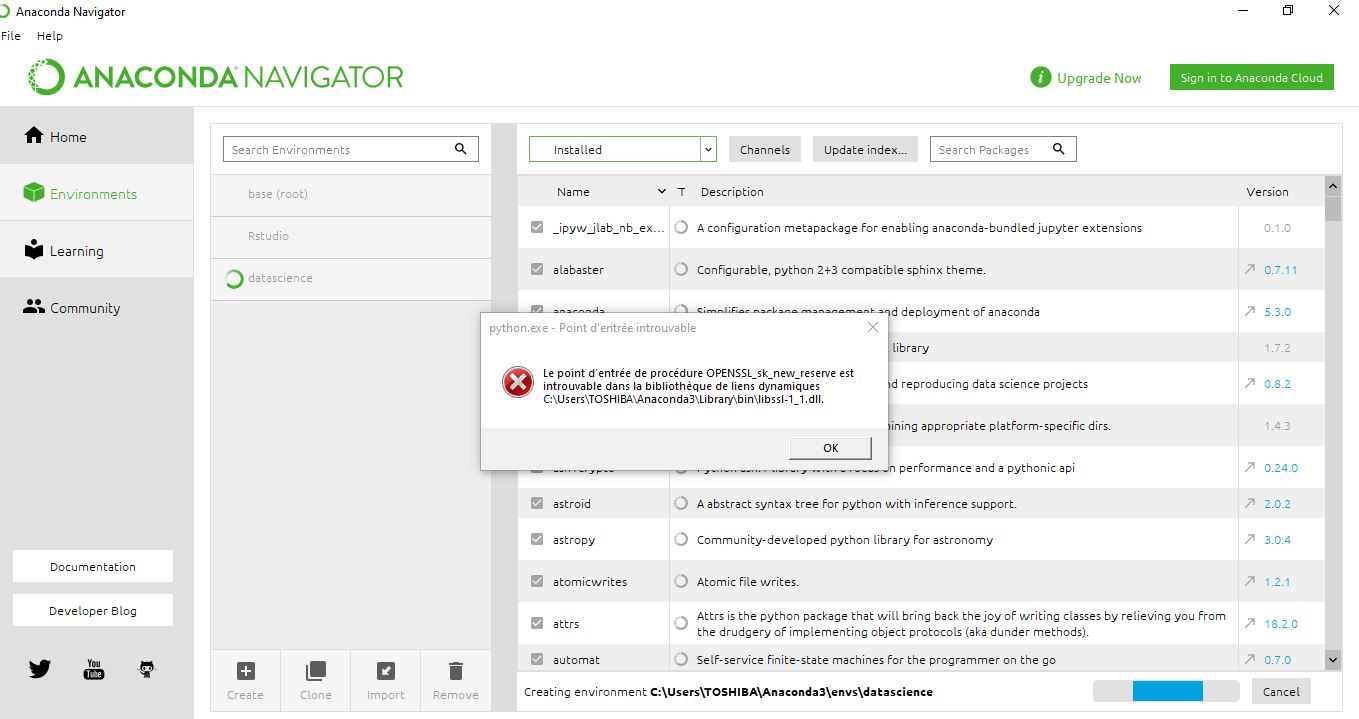 Anaconda Navigator
File Help
ANACONDA NAVIGATOR
Upgrade Now
Sign in to Anaconda Cloud
Home
Environments
Learning
Community
Documentation
Developer Blog
You Tube
Search Environments
base (root)
Rstudio
datascience
Create Clone Import Remove
Installed Channels Update index... Search Packages
Name T Description Version
_ipyw_jlab_nb_ex... A configuration metapackage for enabling anaconda-bundled jupyter extensions 0.1.0
alabaster Configurable, python 2+3 compatible sphinx theme. 0.7.11
anaconda Simplifies package management and deployment of anaconda 5.3.0
library 1.7.2
and reproducing data science projects 0.8.2
appropriate platform-specific dirs. 1.4.3
performance and a pythonic api 0.24.0
astroid A abstract syntax tree for python with inference support. 2.0.2
astropy Community-developed python library for astronomy 3.0.4
atomicwrites Atomic file writes. 1.2.1
attrs Attrs is the python package that will bring back the joy of writing classes by relieving you from
the drudgery of implementing object protocols (aka dunder methods). 18.2.0
automat Self-service finite-state machines for the programmer on the go 0.7.0
Creating environment C:\Users\TOSHIBA\Anaconda3\envs\datascience Cancel
python.exe - Point d'entrée introuvable
Le point d'entrée de procédure OPENSSL_sk_new_reserve est
introuvable dans la bibliothèque de liens dynamiques
C:\Users\TOSHIBA\Anaconda3\Library\bin\libssl-1_1.dll.
OK